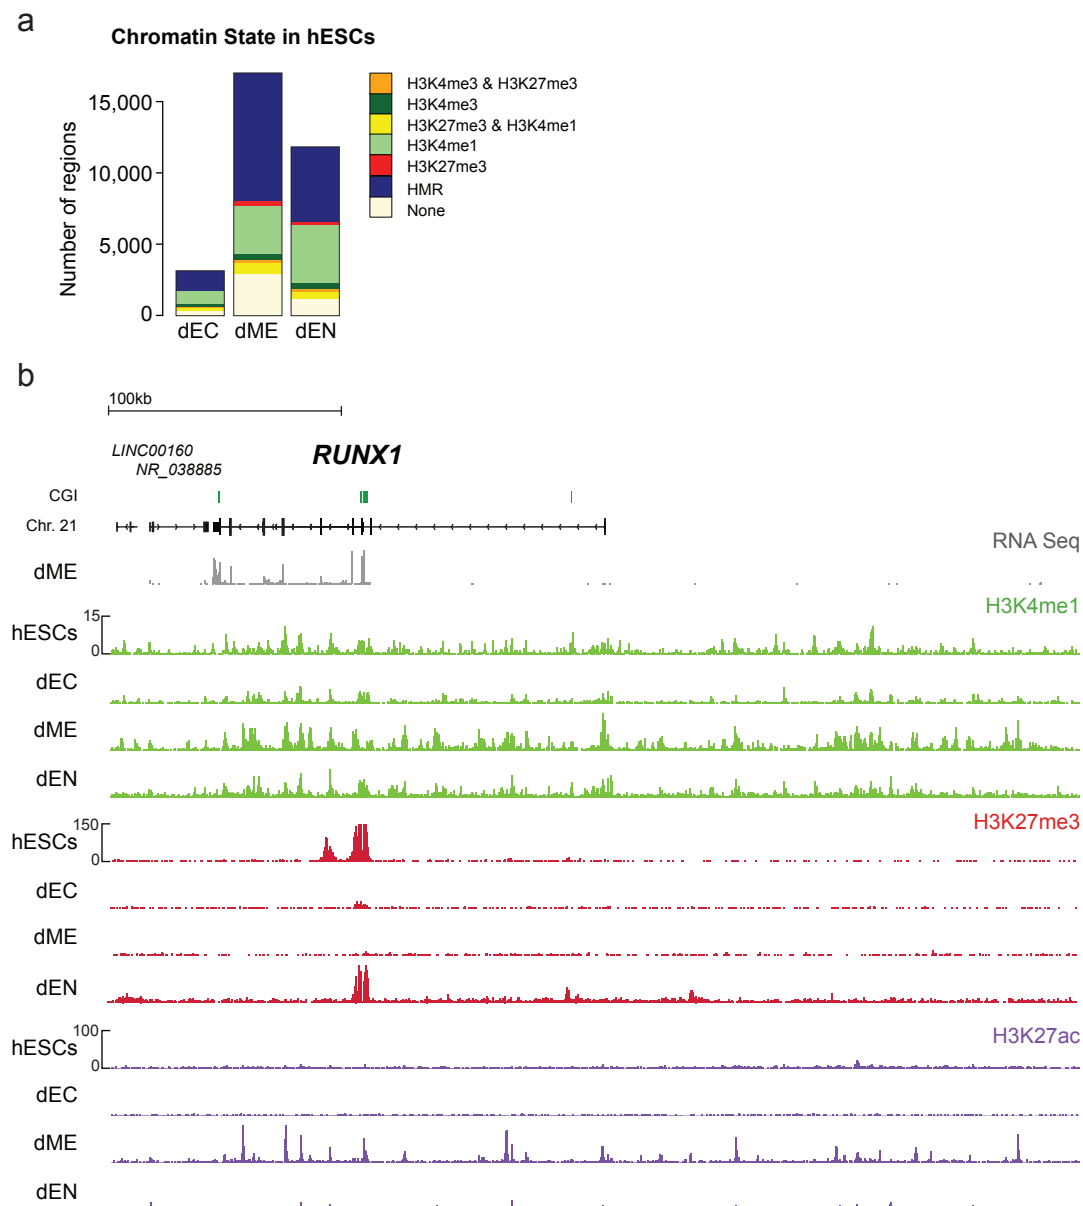 a
Chromatin State in hESCs
Number of regions
15,000
10,000
5,000
0
dEC dME dEN
H3K4me3 & H3K27me3
H3K4me3
H3K27me3 & H3K4me1
H3K4me1
H3K27me3
HMR
None
b
100kb
LINC00160
NR_038885
RUNX1
CGI
Chr. 21
RNA Seq
dME
H3K4me1
15
hESCs
0
dEC
dME
dEN
H3K27me3
150
hESCs
0
dEC
dME
dEN
H3K27ac
100
hESCs
0
dEC
dME
dEN